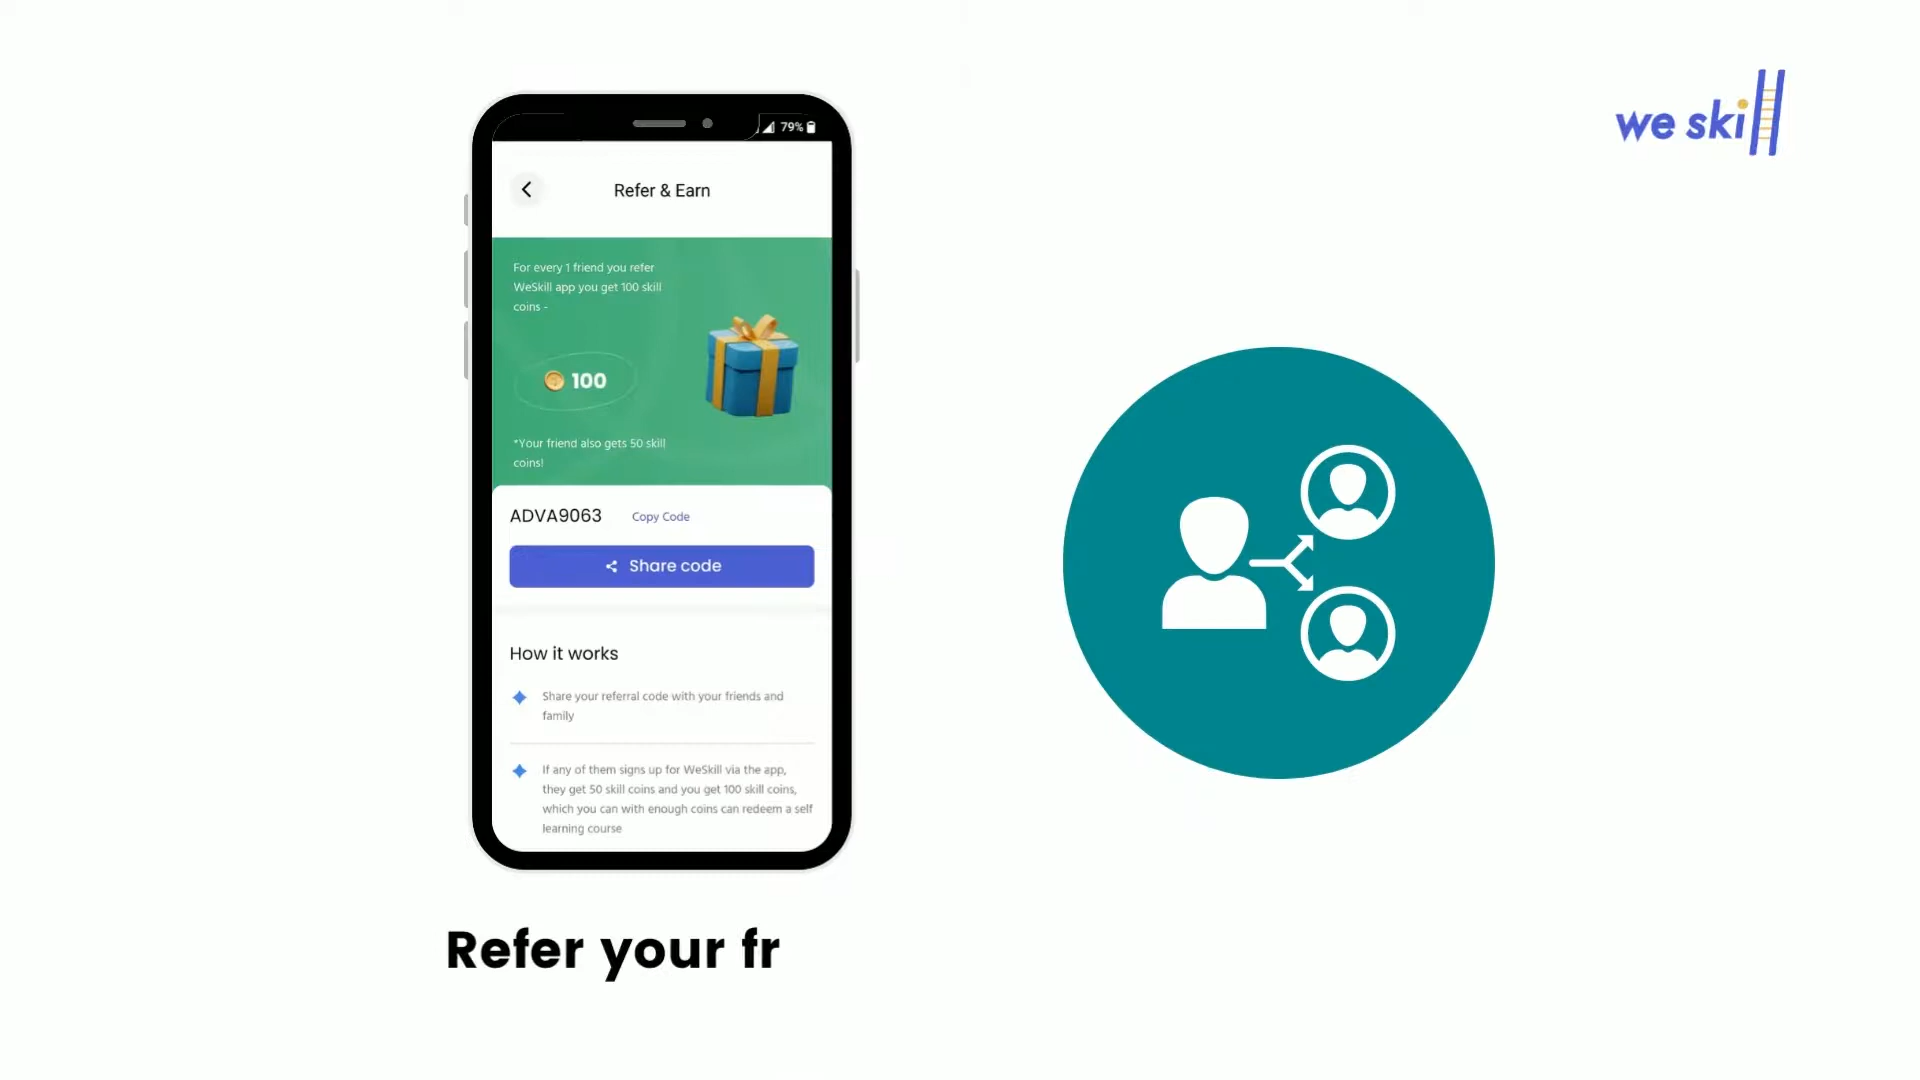 we skill
79%
Refer & Earn
For every 1 friend you refer
WeSkill app you get 100 skill
coins -
100
*Your friend also gets 50 skill
coins!
ADVA9063 Copy Code
Share code
How it works
Share your referral code with your friends and
family
If any of them signs up for WeSkill via the app,
they get 50 skill coins and you get 100 skill coins,
which you can with enough coins can redeem a self
learning course
Refer your fr